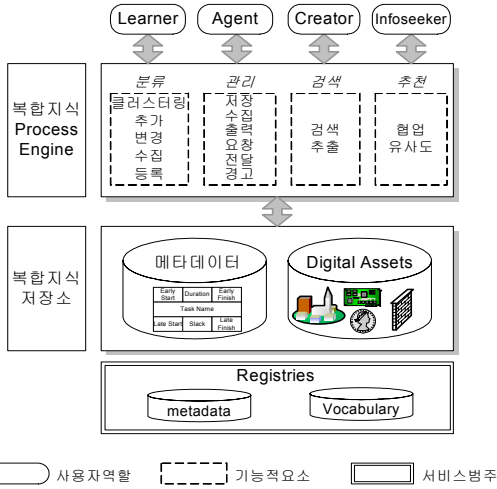 Learner Agent Creator Infoseeker
복합지식
Process
Engine
분류 관리 검색 추천
클러스터링
추가
변경
수집
등록
저장
수집
출력
요창
전달
경고
검색
추출
협업
유사도
복합지식
저장소
메타데이터
Early Start Duration Early Finish
Task Name
Late Start Slack Late Finish
Digital Assets
Registries
metadata Vocabulary
사용자역할 기능적요소 서비스범주